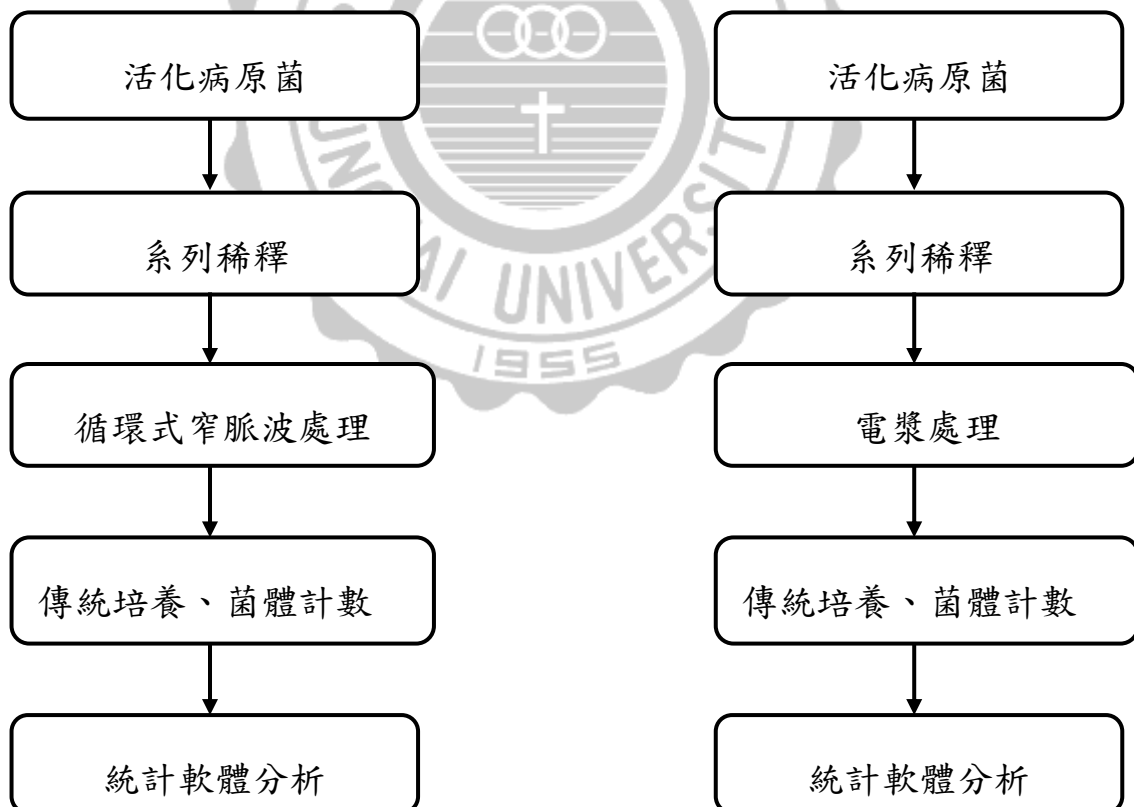 活化病原菌
系列稀釋
循環式窄脈波處理
傳統培養、菌體計數
統計軟體分析
活化病原菌
系列稀釋
電漿處理
傳統培養、菌體計數
統計軟體分析
UNIVERSIT
1955